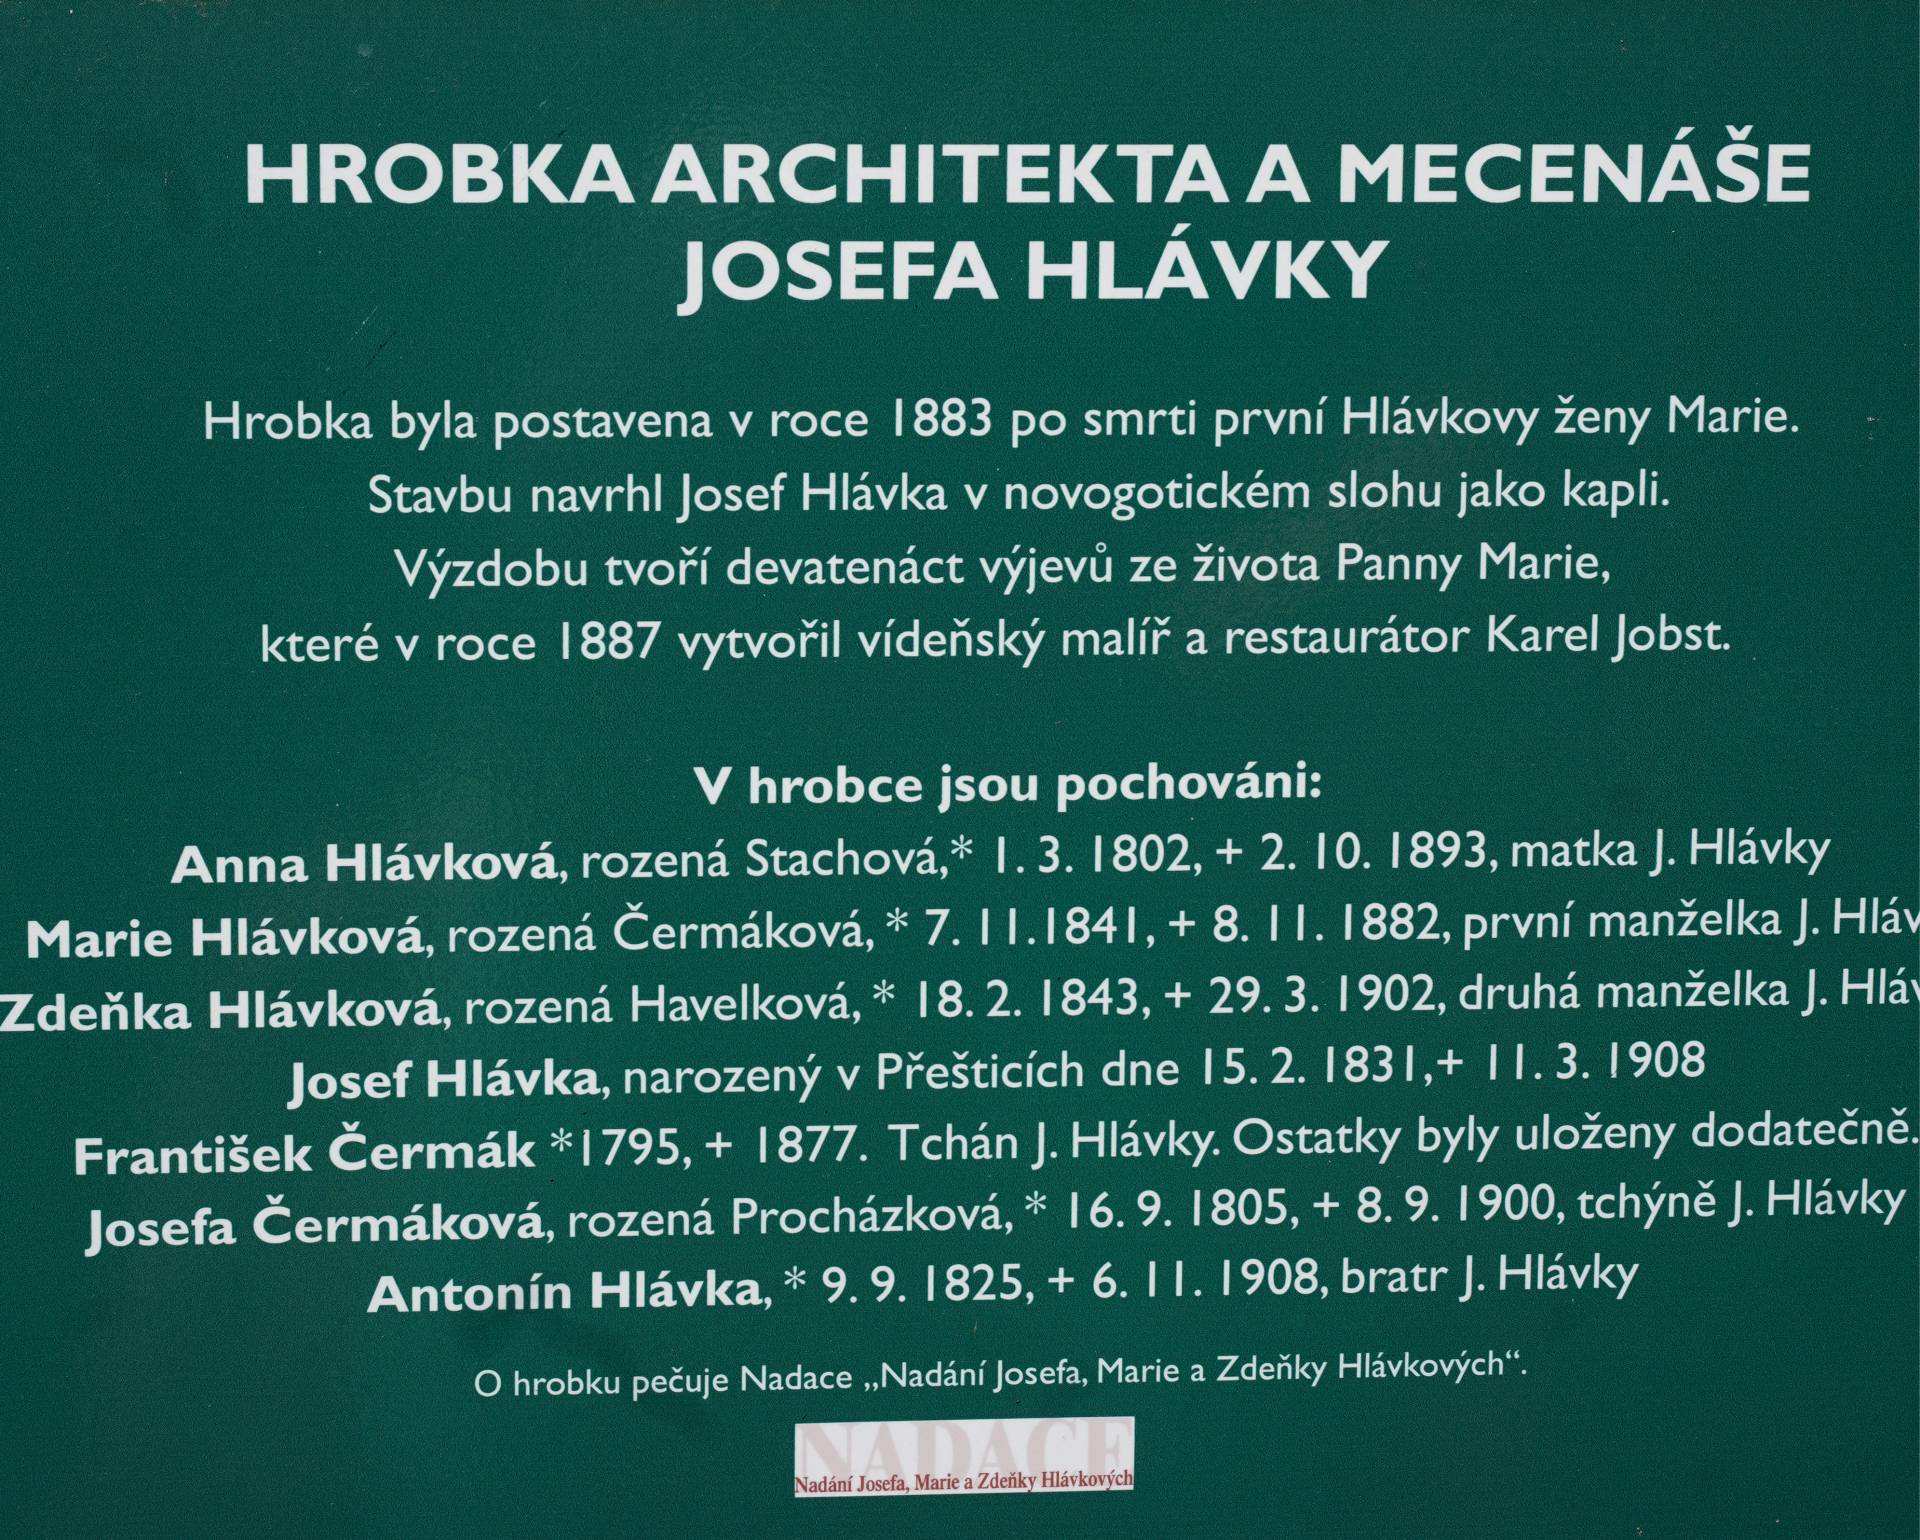 HROBKA ARCHITEKTA A MECENÁŠE
JOSEFA HLÁVKY
Hrobka byla postavena v roce 1883 po smrti první Hlávkovy ženy Marie.
Stavbu navrhl Josef Hlávka v novogotickém slohu jako kapli.
Výzdobu tvoří devatenáct výjevů ze života Panny Marie,
které v roce 1887 vytvořil vídeňský malíř a restaurátor Karel Jobst.
V hrobce jsou pochováni:
Anna Hlávková, rozená Stachová,* 1. 3. 1802, + 2. 10. 1893, matka J. Hlávky
Marie Hlávková, rozená Čermáková, * 7. 11.1841, + 8. 11. 1882, první manželka J. Hláv
Zdeňka Hlávková, rozená Havelková, * 18. 2. 1843, + 29. 3. 1902, druhá manželka J. Hláv
Josef Hlávka, narozený v Přešticích dne 15. 2. 1831,+ 11. 3. 1908
František Čermák *1795, + 1877. Tchán J. Hlávky. Ostatky byly uloženy dodatečně.
Josefa Čermáková, rozená Procházková, * 16. 9. 1805, + 8. 9. 1900, tchýně J. Hlávky
Antonín Hlávka, * 9. 9. 1825, + 6. 11. 1908, bratr J. Hlávky
O hrobku pečuje Nadace „Nadání Josefa, Marie a Zdeňky Hlávkových“.
NADACE
Nadání Josefa, Marie a Zdeňky Hlávkových